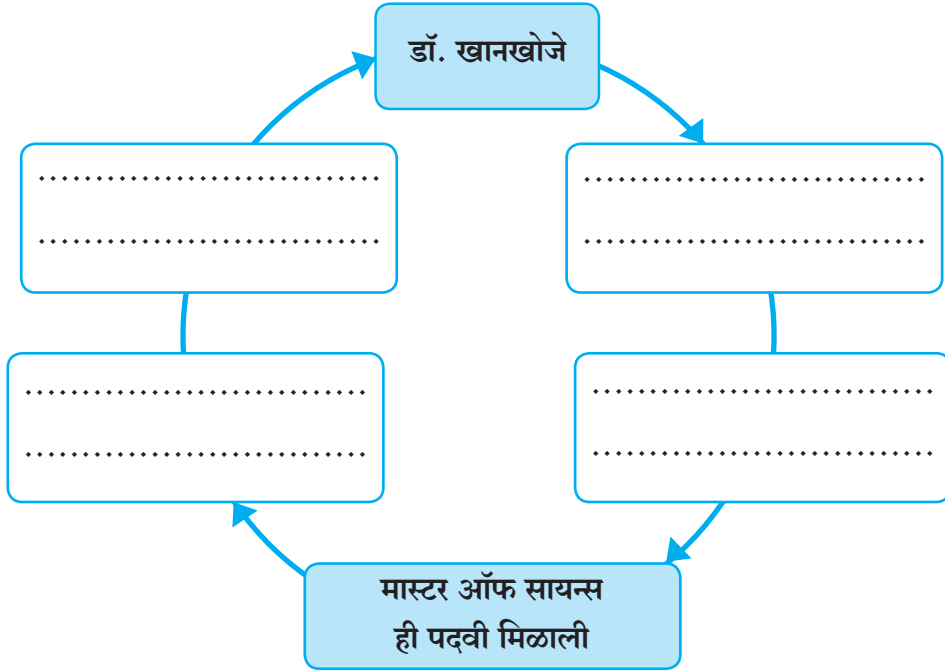 डॉ. खानखोजे
मास्टर ऑफ सायन्स
ही पदवी मिळाली